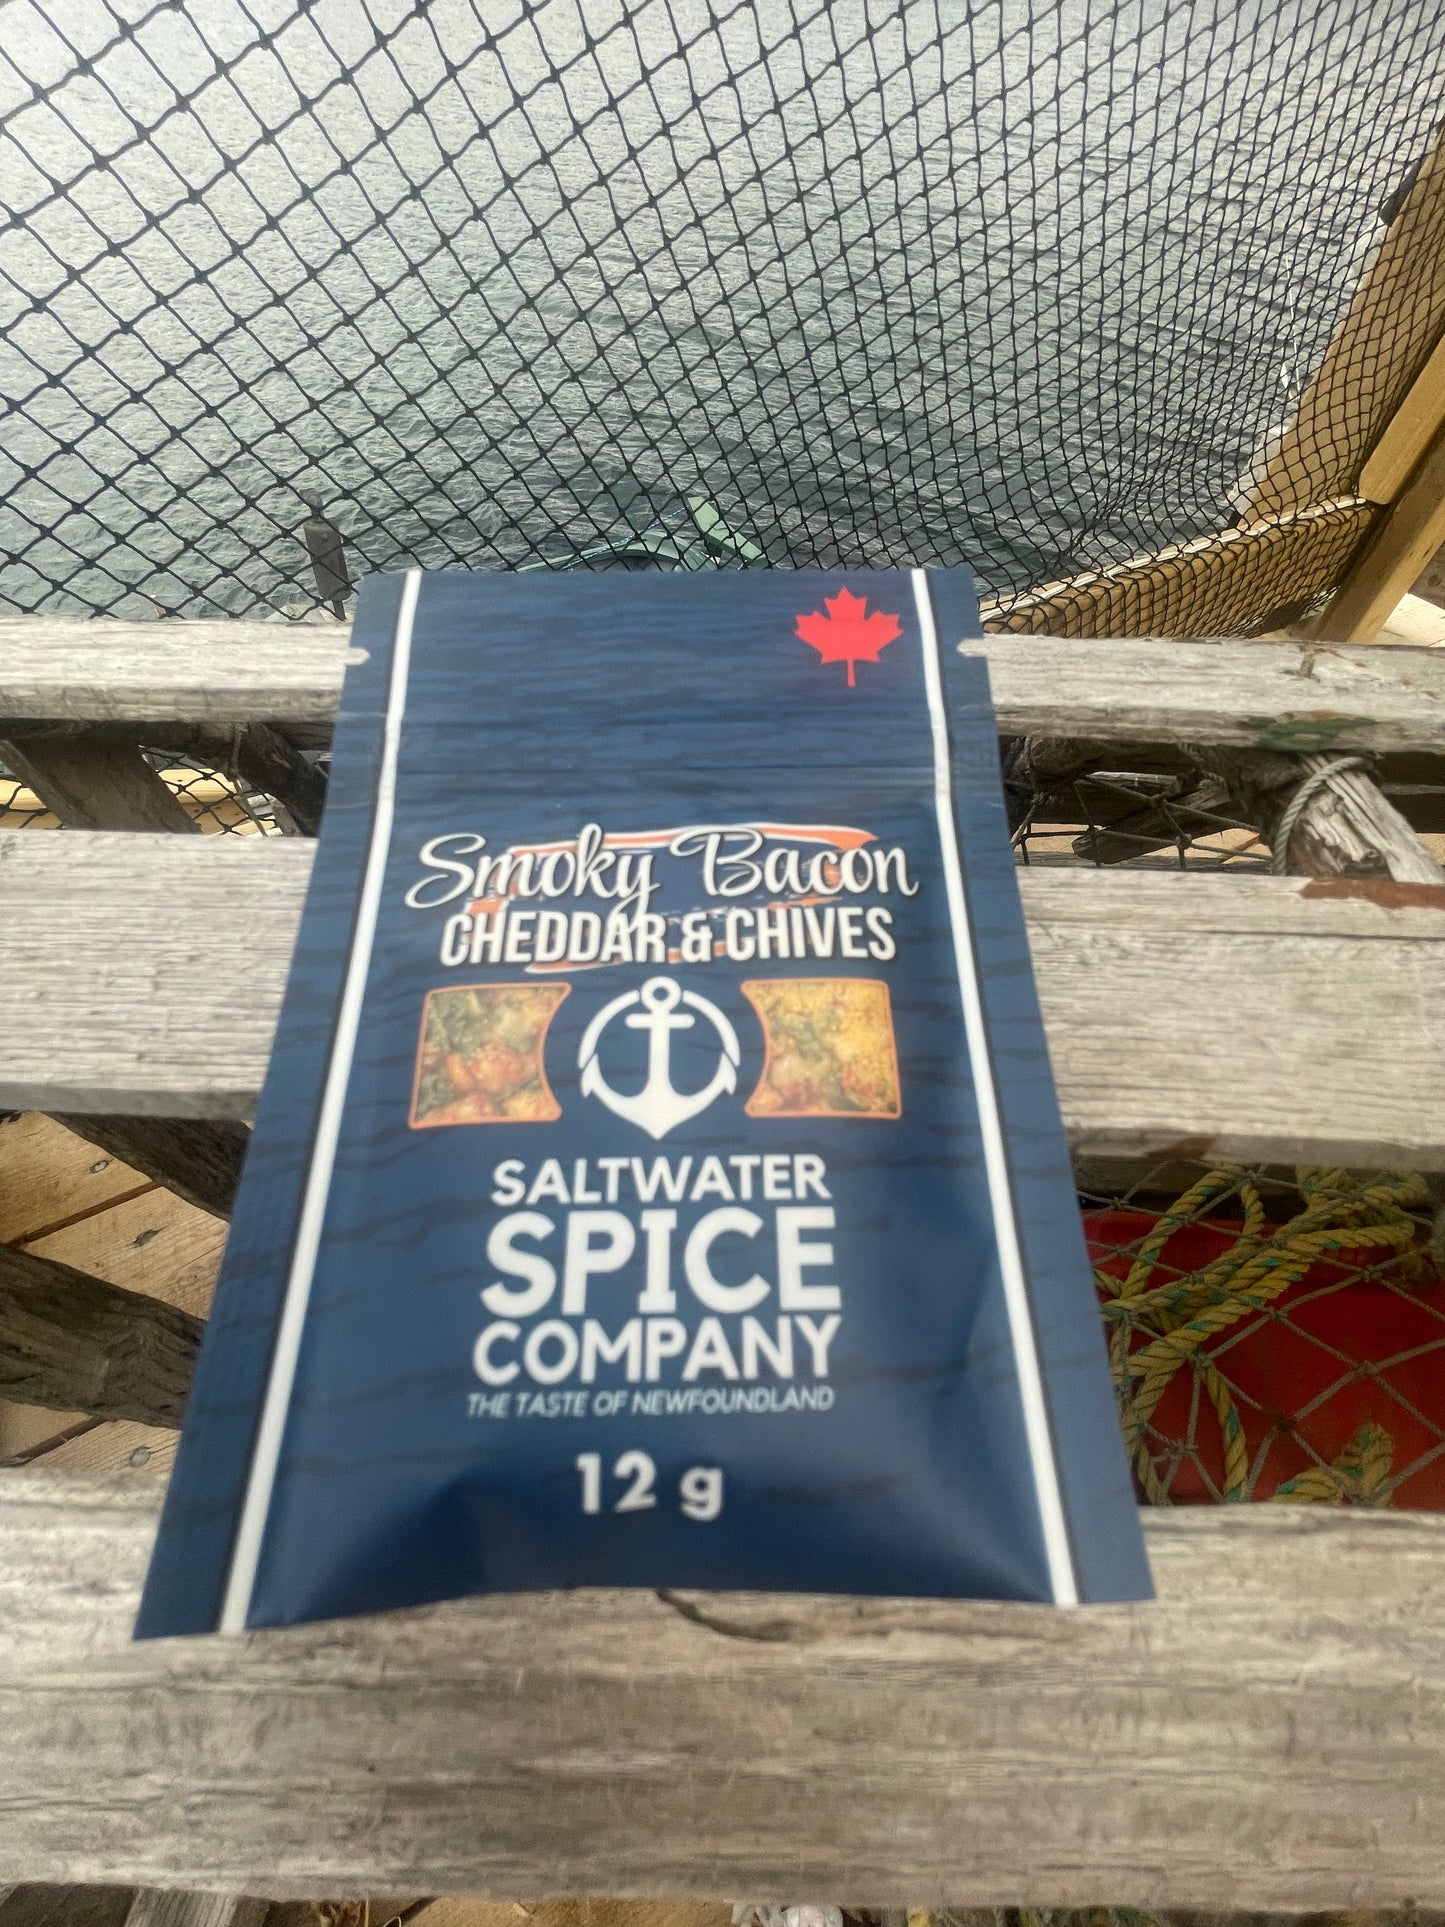 Smoky Bacon
CHEDDAR & CHIVES
SALTWATER
SPICE
COMPANY
THE TASTE OF NEWFOUNDLAND
12 g